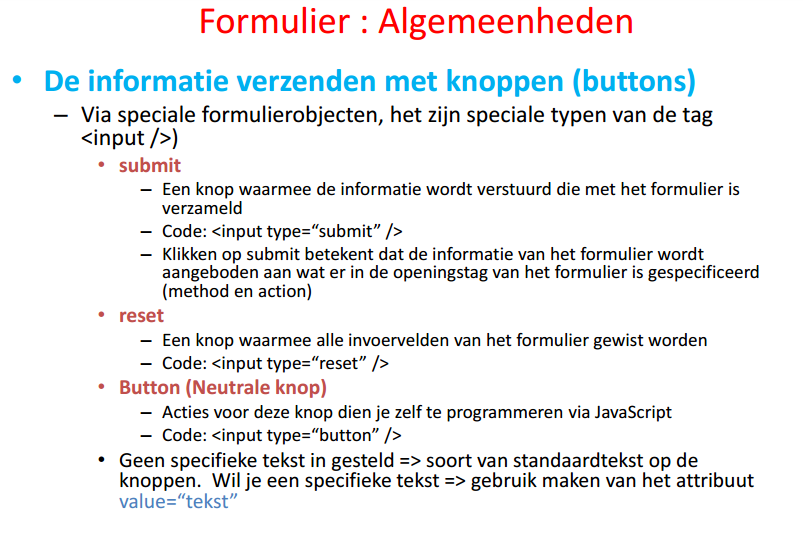 Formulier : Algemeenheden
• De informatie verzenden met knoppen (buttons)
– Via speciale formulierobjecten, het zijn speciale typen van de tag
<input />)
• submit
– Een knop waarmee de informatie wordt verstuurd die met het formulier is
verzameld
– Code: <input type=“submit” />
– Klikken op submit betekent dat de informatie van het formulier wordt
aangeboden aan wat er in de openingstag van het formulier is gespecificeerd
(method en action)
• reset
– Een knop waarmee alle invoervelden van het formulier gewist worden
– Code: <input type=“reset” />
• Button (Neutrale knop)
– Acties voor deze knop dien je zelf te programmeren via JavaScript
– Code: <input type=“button” />
• Geen specifieke tekst in gesteld => soort van standaardtekst op de
knoppen. Wil je een specifieke tekst => gebruik maken van het attribuut
value=“tekst”